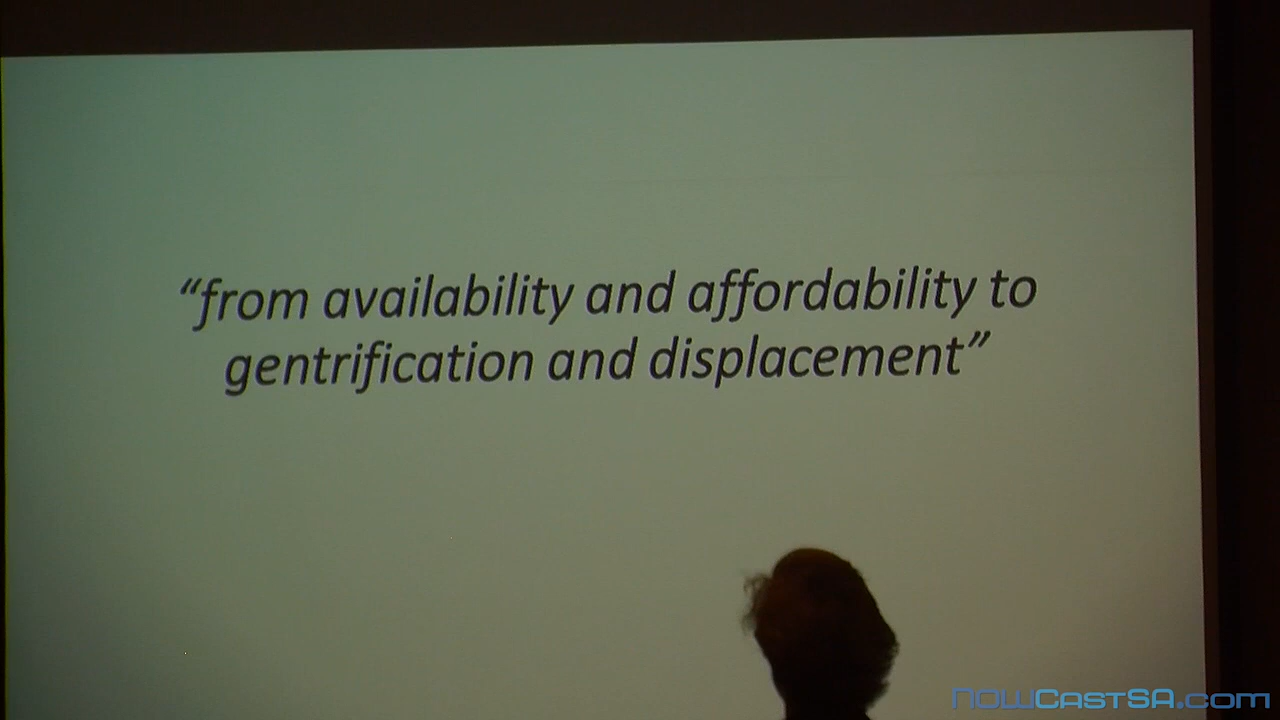 “from availability and affordability to
gentrification and displacement”
NOWCASTSA.com